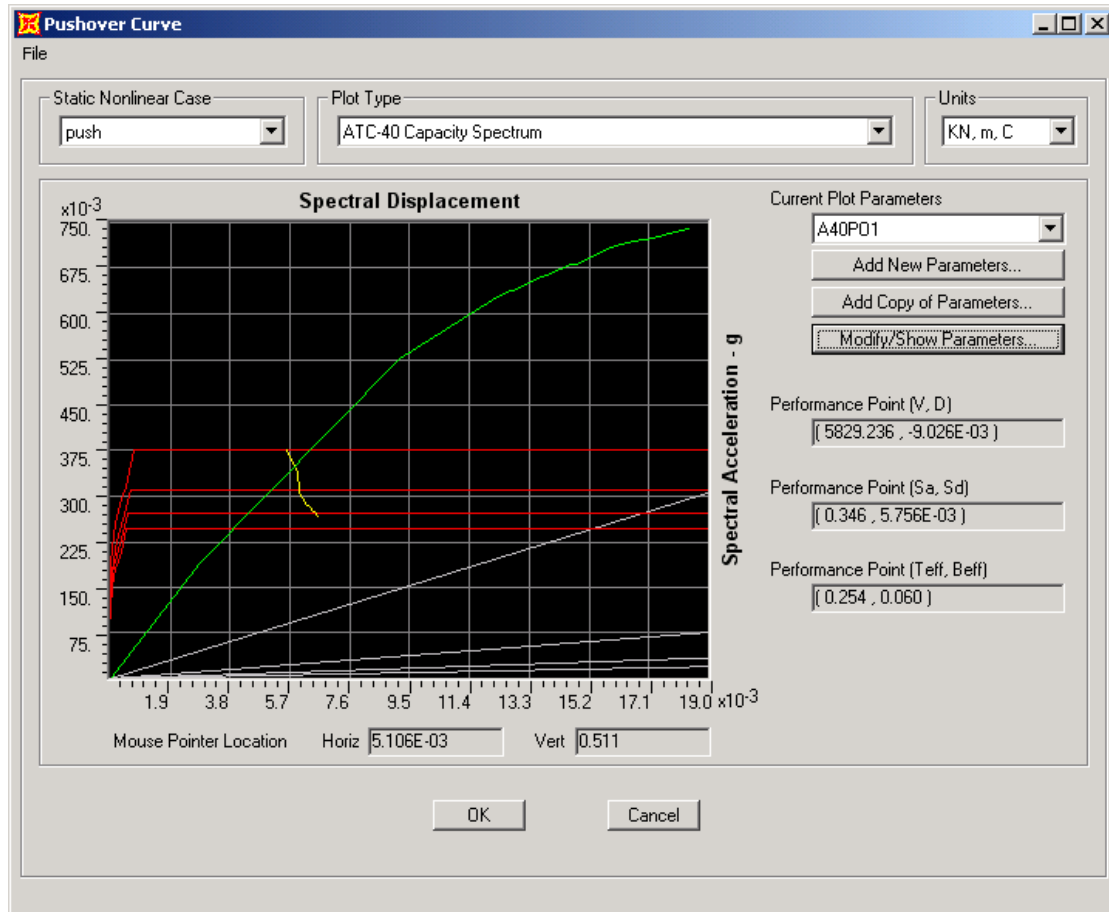 Pushover Curve
File
Static Nonlinear Case
Plot Type
Units
push
ATC-40 Capacity Spectrum
KN, m, C
Spectral Displacement
x10-3
750.
675.
600.
525.
450.
375.
300.
225.
150.
75.
1.9 3.8 5.7 7.6 9.5 11.4 13.3 15.2 17.1 19.0 x10-3
Spectral Acceleration - g
Mouse Pointer Location Horiz 5.106E-03 Vert 0.511
Current Plot Parameters
A40PO1
Add New Parameters...
Add Copy of Parameters...
Modify/Show Parameters...
Performance Point (V, D)
( 5829.236 , -9.026E-03 )
Performance Point (Sa, Sd)
( 0.346 , 5.756E-03 )
Performance Point (Teff, Beff)
( 0.254 , 0.060 )
OK
Cancel